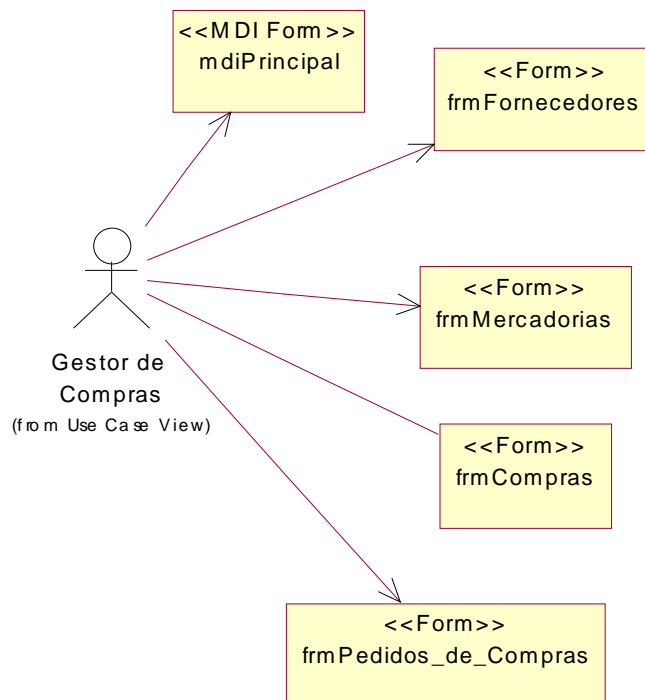 <<MDI Form>>
mdiPrincipal
<<Form>>
frmFornecedores
<<Form>>
frmMercadorias
Gestor de
Compras
(from Use Case View)
<<Form>>
frmCompras
<<Form>>
frmPedidos_de_Compras